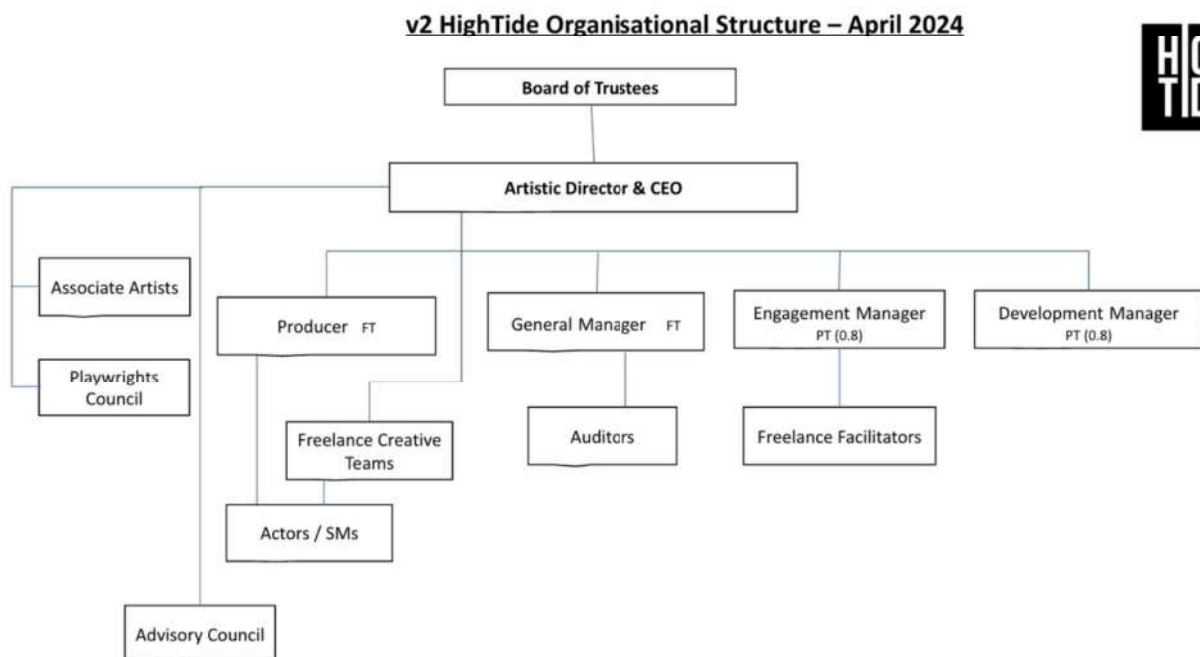 v2 HighTide Organisational Structure – April 2024
H
T
Board of Trustees
Artistic Director & CEO
Associate Artists
Producer FT
General Manager FT
Engagement Manager
PT (0.8)
Development Manager
PT (0.8)
Playwrights
Council
Freelance Creative
Teams
Auditors
Freelance Facilitators
Actors / SMs
Advisory Council